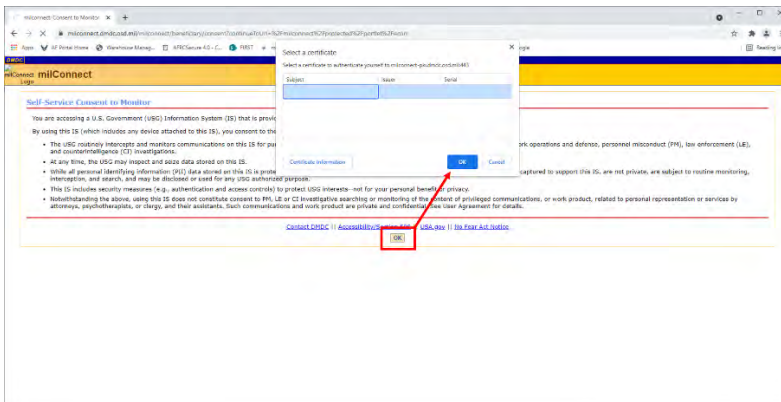 milConnect: Consent to Monitor
Apps AF Portal Home Warehouse Manag... AFRCSecure 4.0 - C... FIRST Reading li
DMDC
milConnect milConnect
Logo
Select a certificate
Select a certificate to authenticate yourself to
Subject Issuer Serial
Certificate information OK Cancel
Self-Service Consent to Monitor
You are accessing a U.S. Government (USG) Information System (IS) that is provi
By using this IS (which includes any device attached to this IS), you consent to the
• The USG routinely intercepts and monitors communications on this IS for pu rk operations and defense, personnel misconduct (PM), law enforcement (LE),
and counterintelligence (CI) investigations.
• At any time, the USG may inspect and seize data stored on this IS.
• While all personal identifying information (PII) data stored on this IS is prote captured to support this IS, are not private, are subject to routine monitoring,
interception, and search, and may be disclosed or used for any USG authorized purpose.
• This IS includes security measures (e.g., authentication and access controls) to protect USG interests--not for your personal benefit or privacy.
• Notwithstanding the above, using this IS does not constitute consent to PM, LE or CI investigative searching or monitoring of the content of privileged communications, or work product, related to personal representation or services by
attorneys, psychotherapists, or clergy, and their assistants. Such communications and work product are private and confidential. See User Agreement for details.
Contact DMDC || Accessibility/Section 508 || USA.gov || No Fear Act Notice
OK